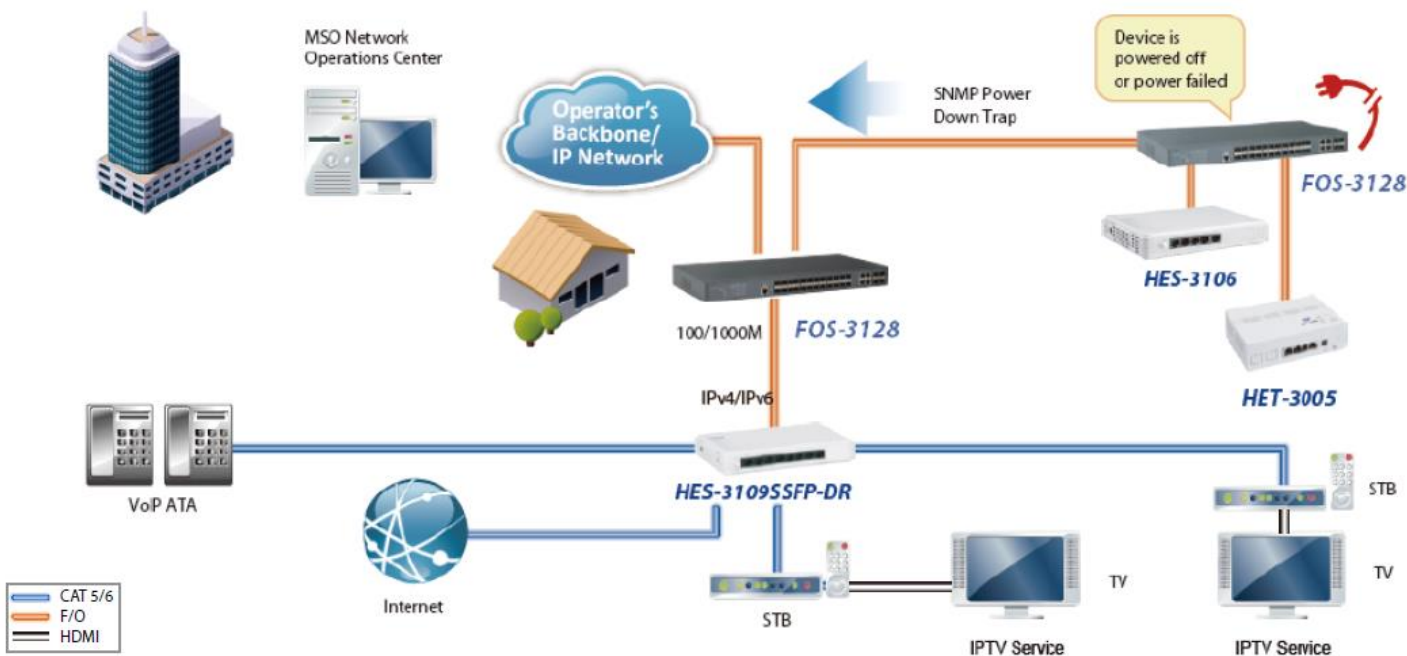 MSO Network
Operations Center
Operator's
Backbone/
IP Network
SNMP Power
Down Trap
Device is
powered off
or power failed
FOS-3128
HES-3106
HET-3005
100/1000M
FOS-3128
IPv4/IPv6
HES-3109SSFP-DR
VoIP ATA
Internet
STB
TV
IPTV Service
STB
TV
IPTV Service
CAT 5/6
F/O
HDMI